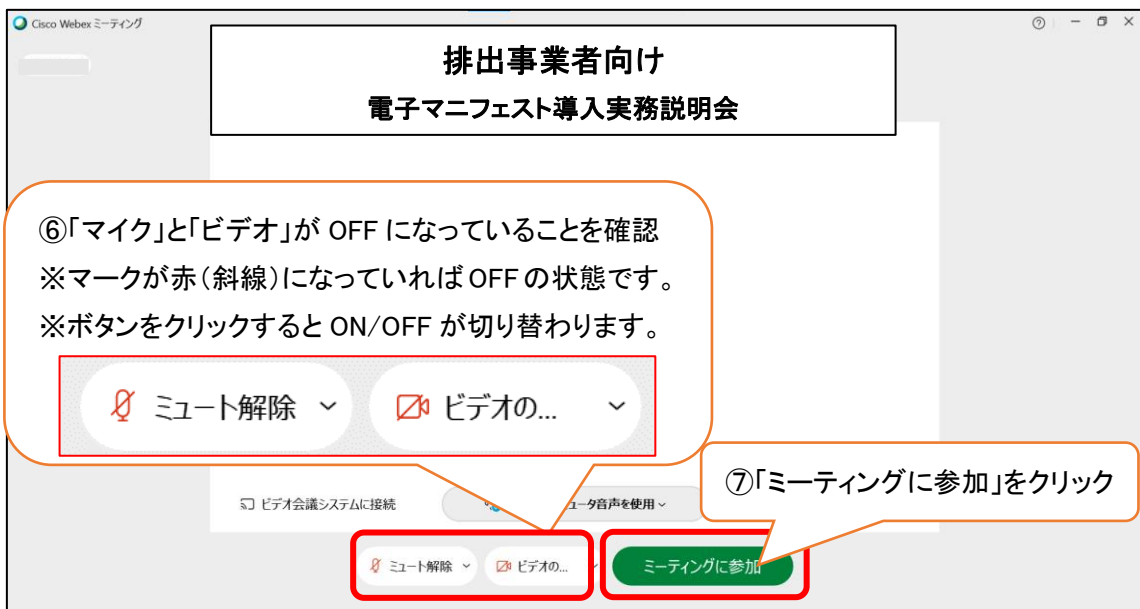 Cisco Webex ミーティング
排出事業者向け
電子マニフェスト導入実務説明会
⑥「マイク」と「ビデオ」が OFF になっていることを確認
※マークが赤(斜線)になっていれば OFF の状態です。
※ボタンをクリックすると ON/OFF が切り替わります。
ミュート解除
ビデオの...
⑦「ミーティングに参加」をクリック
ビデオ会議システムに接続
ータ音声を使用
ミュート解除
ビデオの...
ミーティングに参加